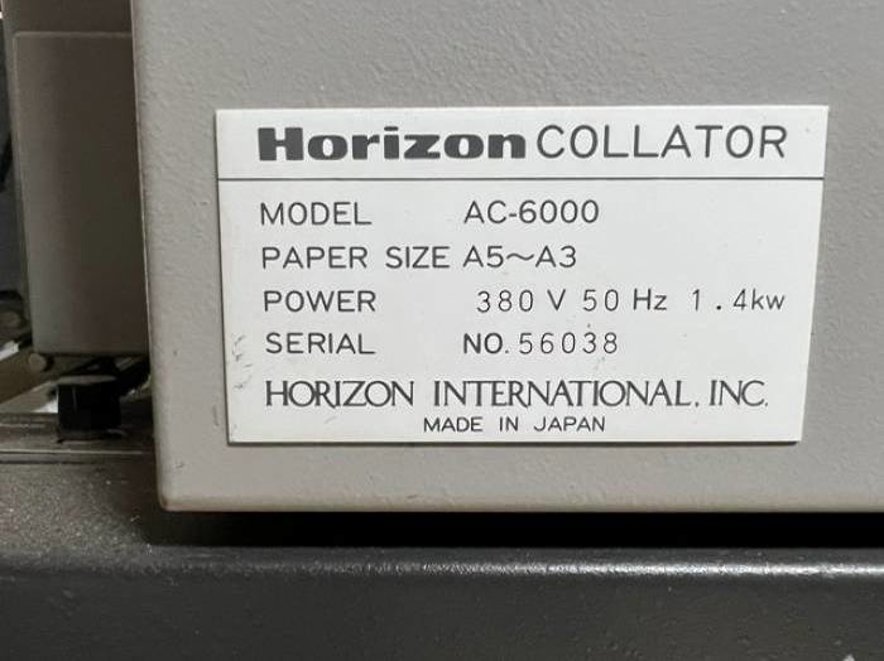 Horizon COLLATOR
MODEL AC-6000
PAPER SIZE A5~A3
POWER 380 V 50 Hz 1.4kw
SERIAL NO. 56038
HORIZON INTERNATIONAL, INC.
MADE IN JAPAN